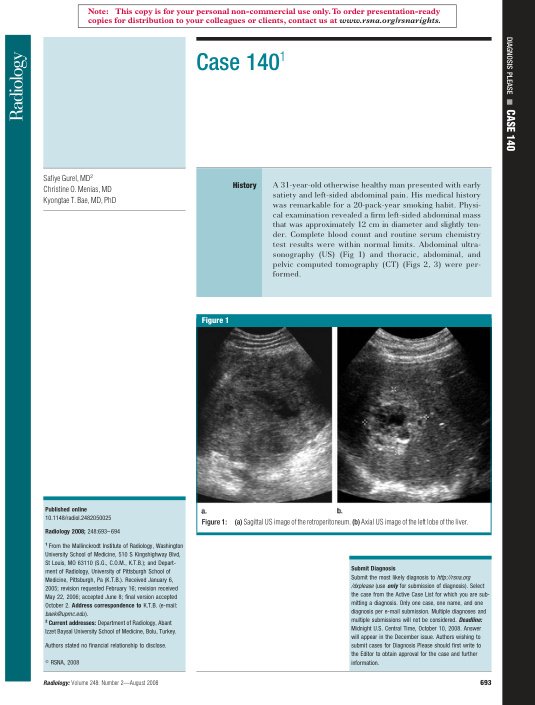 Note: This copy is for your personal non-commercial use only. To order presentation-ready
copies for distribution to your colleagues or clients, contact us at www.rsna.org/rsnarights.
Radiology
DIAGNOSIS PLEASE ■ CASE 140
Case 140¹
Safiye Gurel, MD²
Christine O. Menias, MD
Kyongtae T. Bae, MD, PhD
History
A 31-year-old otherwise healthy man presented with early
satiety and left-sided abdominal pain. His medical history
was remarkable for a 20-pack-year smoking habit. Physi-
cal examination revealed a firm left-sided abdominal mass
that was approximately 12 cm in diameter and slightly ten-
der. Complete blood count and routine serum chemistry
test results were within normal limits. Abdominal ultra-
sonography (US) (Fig 1) and thoracic, abdominal, and
pelvic computed tomography (CT) (Figs 2, 3) were per-
formed.
Figure 1
a.
b.
Figure 1: (a) Sagittal US image of the retroperitoneum. (b) Axial US image of the left lobe of the liver.
Published online
10.1148/radiol.2482050025
Radiology 2008; 248:693–694
¹ From the Mallinckrodt Institute of Radiology, Washington
University School of Medicine, 510 S Kingshighway Blvd,
St Louis, MO 63110 (S.G., C.O.M., K.T.B.); and Depart-
ment of Radiology, University of Pittsburgh School of
Medicine, Pittsburgh, Pa (K.T.B.). Received January 6,
2005; revision requested February 16; revision received
May 22, 2006; accepted June 8; final version accepted
October 2. Address correspondence to K.T.B. (e-mail:
baek@upmc.edu).
² Current addresses: Department of Radiology, Abant
Izzet Baysal University School of Medicine, Bolu, Turkey.
Authors stated no financial relationship to disclose.
© RSNA, 2008
Submit Diagnosis
Submit the most likely diagnosis to http://rsna.org
/dxplease (use only for submission of diagnosis). Select
the case from the Active Case List for which you are sub-
mitting a diagnosis. Only one case, one name, and one
diagnosis per e-mail submission. Multiple diagnoses and
multiple submissions will not be considered. Deadline:
Midnight U.S. Central Time, October 10, 2008. Answer
will appear in the December issue. Authors wishing to
submit cases for Diagnosis Please should first write to
the Editor to obtain approval for the case and further
information.
Radiology: Volume 248: Number 2—August 2008
693